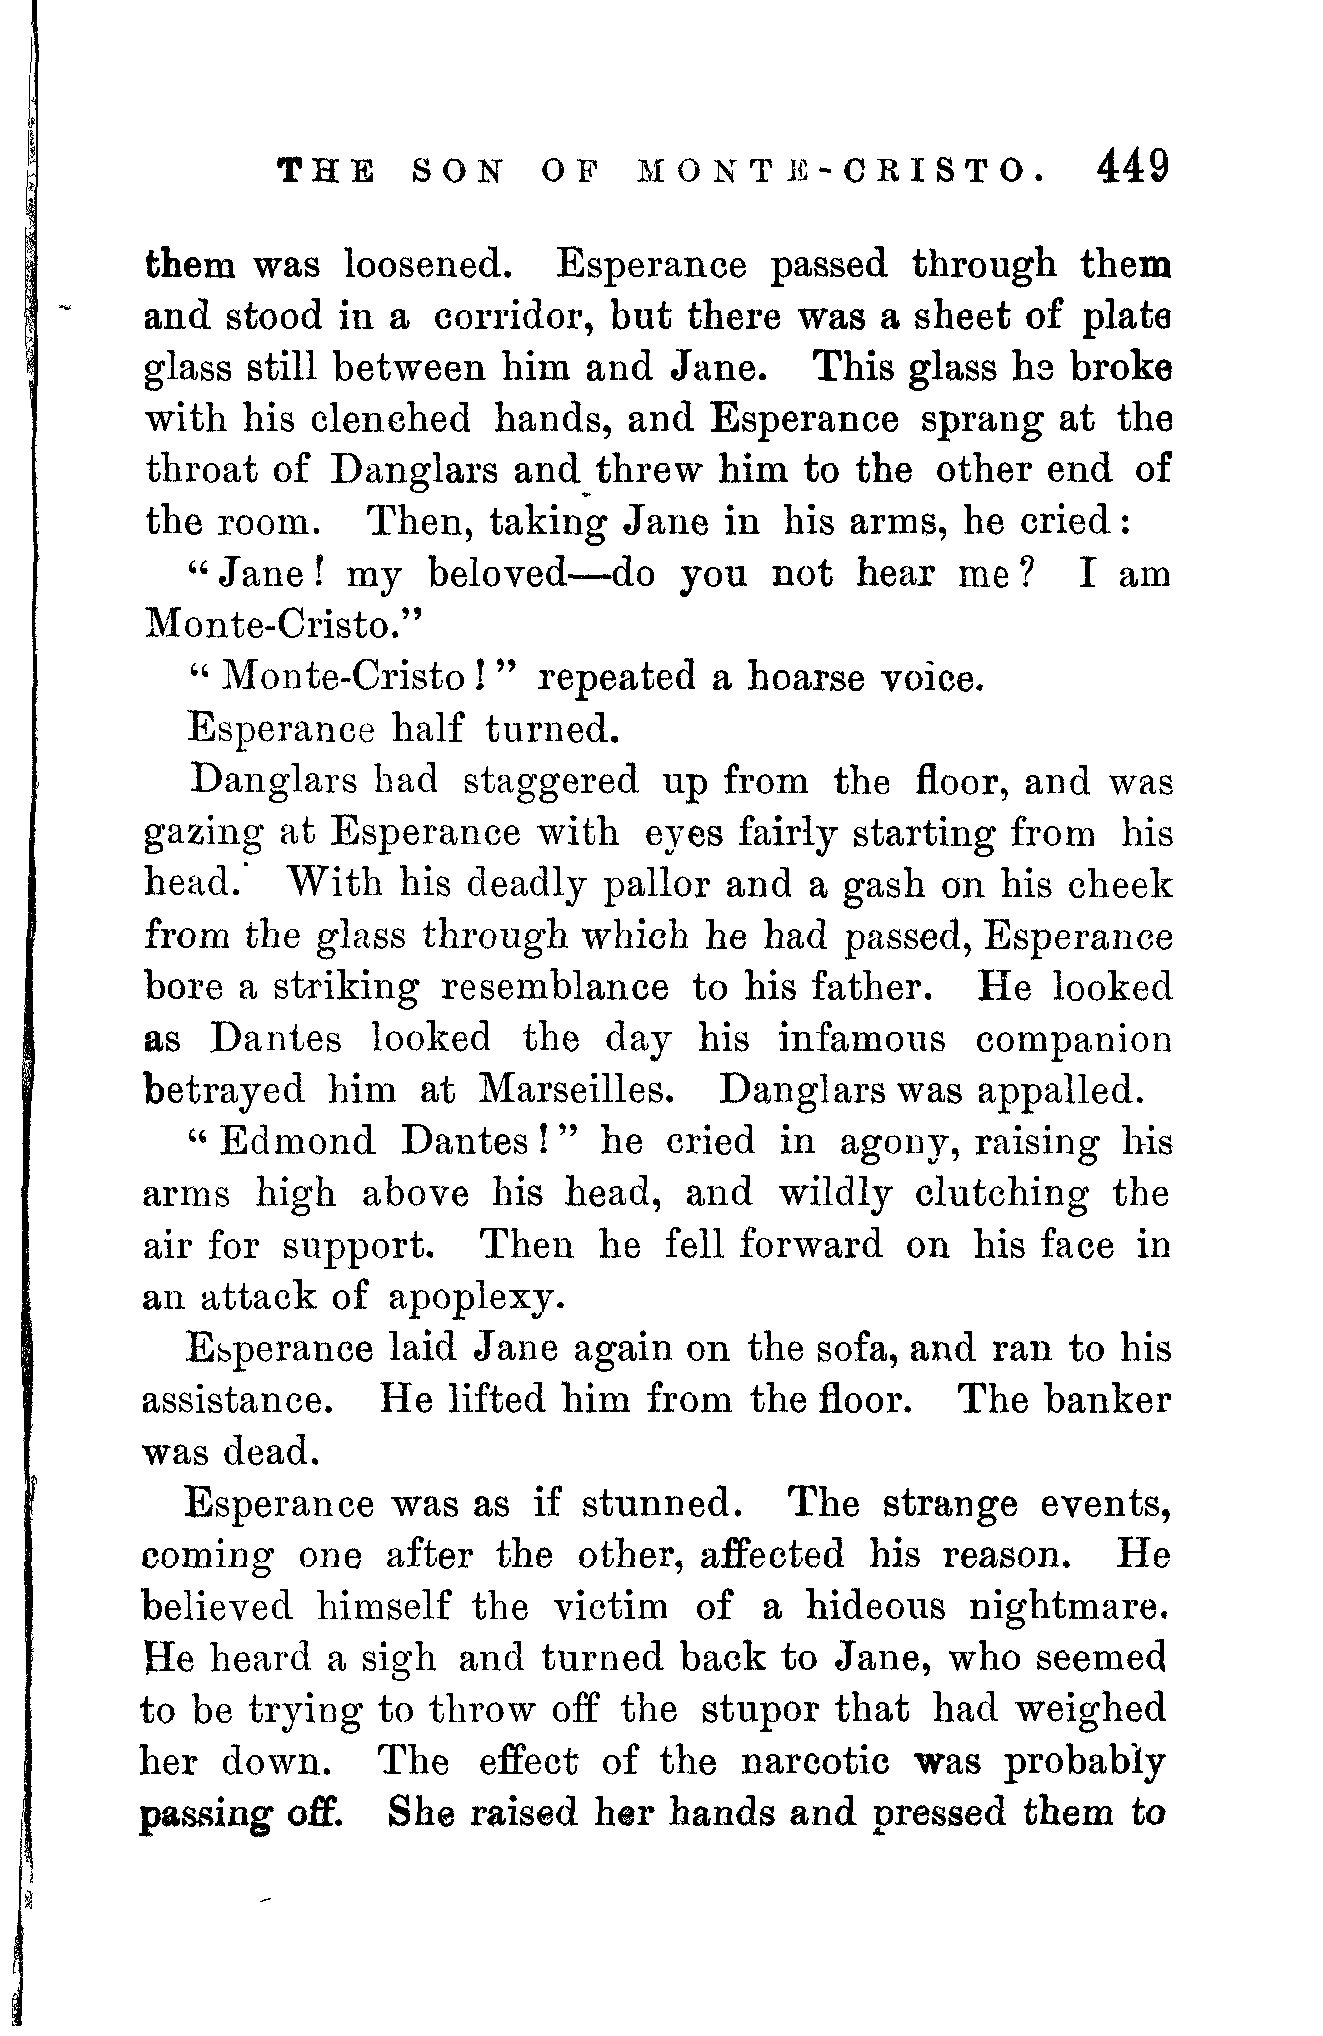 THE SON OF MONTE-CRISTO. 449
them was loosened. Esperance passed through them
and stood in a corridor, but there was a sheet of plate
glass still between him and Jane. This glass he broke
with his clenched hands, and Esperance sprang at the
throat of Danglars and threw him to the other end of
the room. Then, taking Jane in his arms, he cried:
"Jane! my beloved—do you not hear me? I am
Monte-Cristo."
"Monte-Cristo!" repeated a hoarse voice.
Esperance half turned.
Danglars had staggered up from the floor, and was
gazing at Esperance with eyes fairly starting from his
head. With his deadly pallor and a gash on his cheek
from the glass through which he had passed, Esperance
bore a striking resemblance to his father. He looked
as Dantes looked the day his infamous companion
betrayed him at Marseilles. Danglars was appalled.
"Edmond Dantes!" he cried in agony, raising his
arms high above his head, and wildly clutching the
air for support. Then he fell forward on his face in
an attack of apoplexy.
Esperance laid Jane again on the sofa, and ran to his
assistance. He lifted him from the floor. The banker
was dead.
Esperance was as if stunned. The strange events,
coming one after the other, affected his reason. He
believed himself the victim of a hideous nightmare.
He heard a sigh and turned back to Jane, who seemed
to be trying to throw off the stupor that had weighed
her down. The effect of the narcotic was probably
passing off. She raised her hands and pressed them to